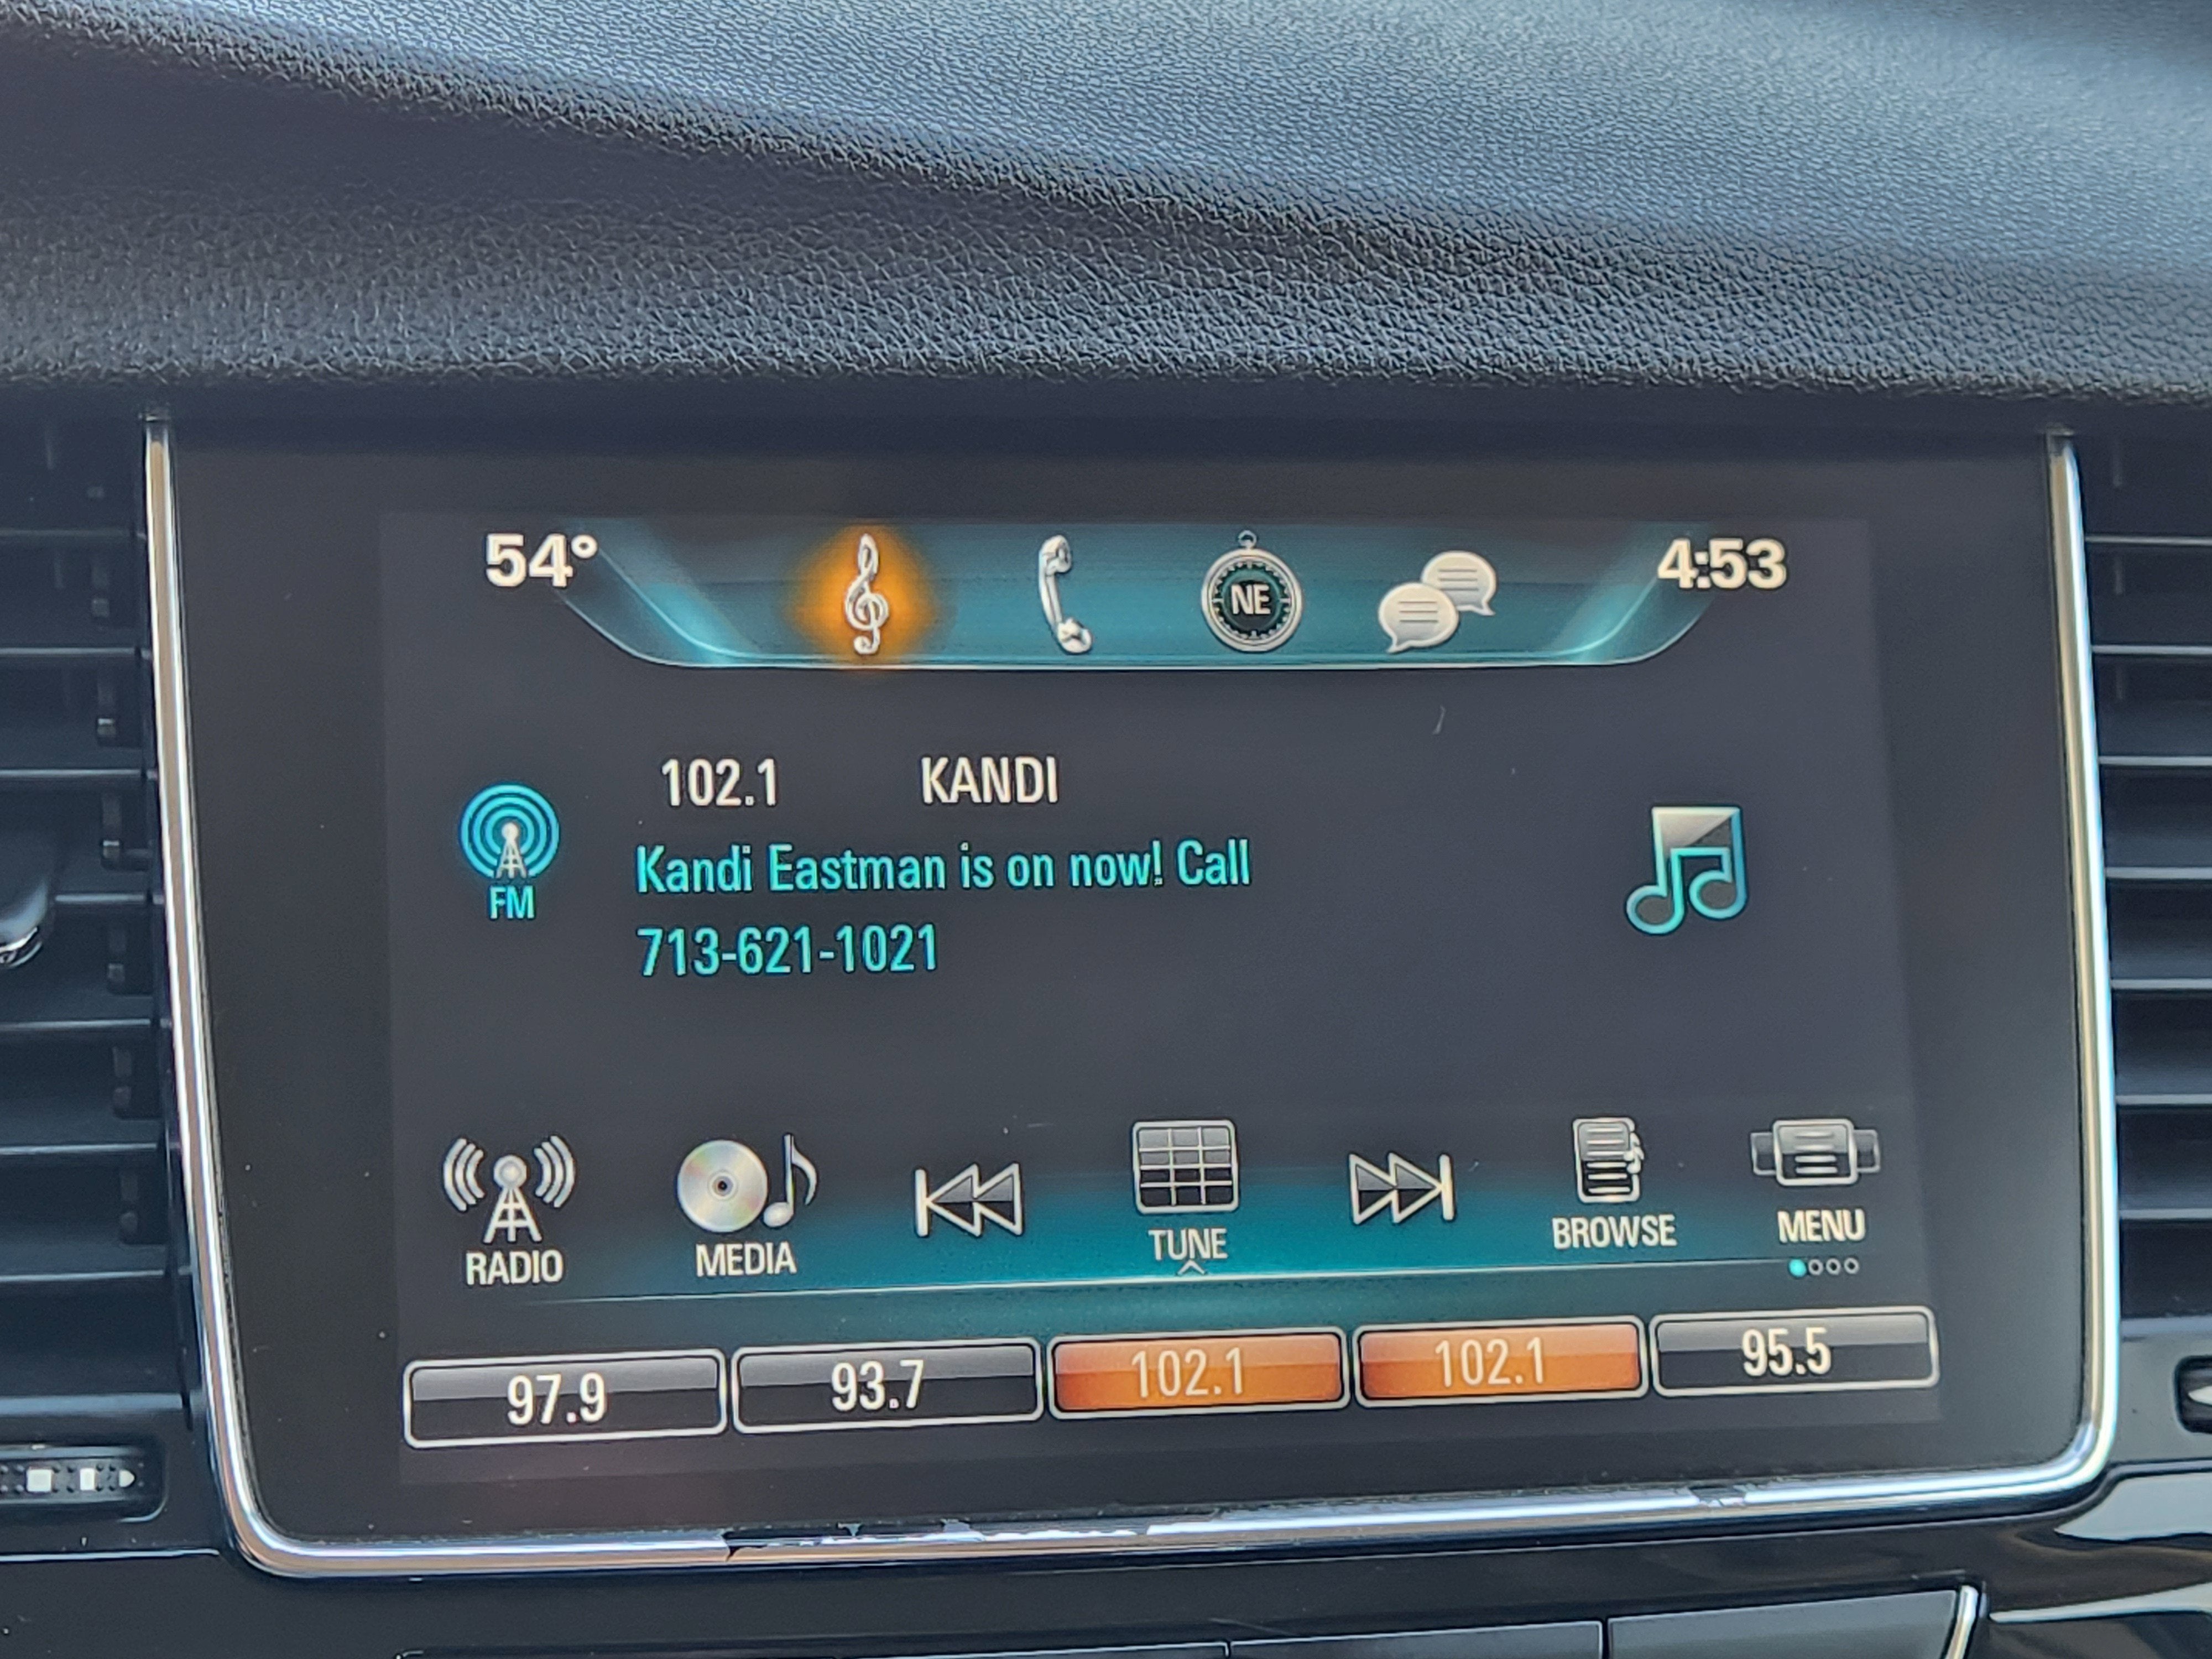 54° NE 4:53
102.1 KANDI
Kandi Eastman is on now! Call
713-621-1021
FM
RADIO MEDIA TUNE BROWSE MENU
97.9 93.7 102.1 102.1 95.5